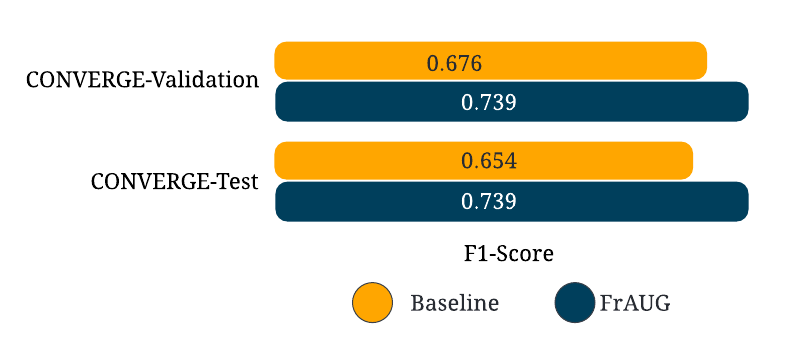 0.676
CONVERGE-Validation
0.739
0.654
CONVERGE-Test
0.739
F1-Score
Baseline
FrAUG